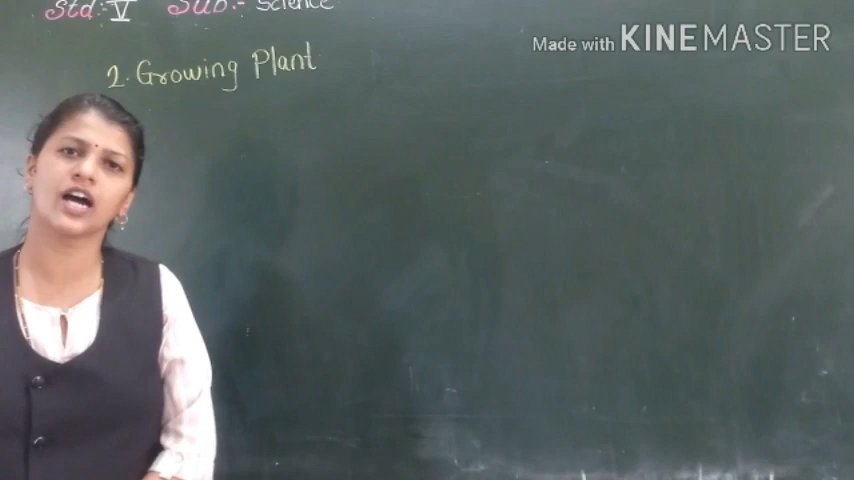 Std:- V Sub:- Science
Made with KINEMASTER
2. Growing Plant